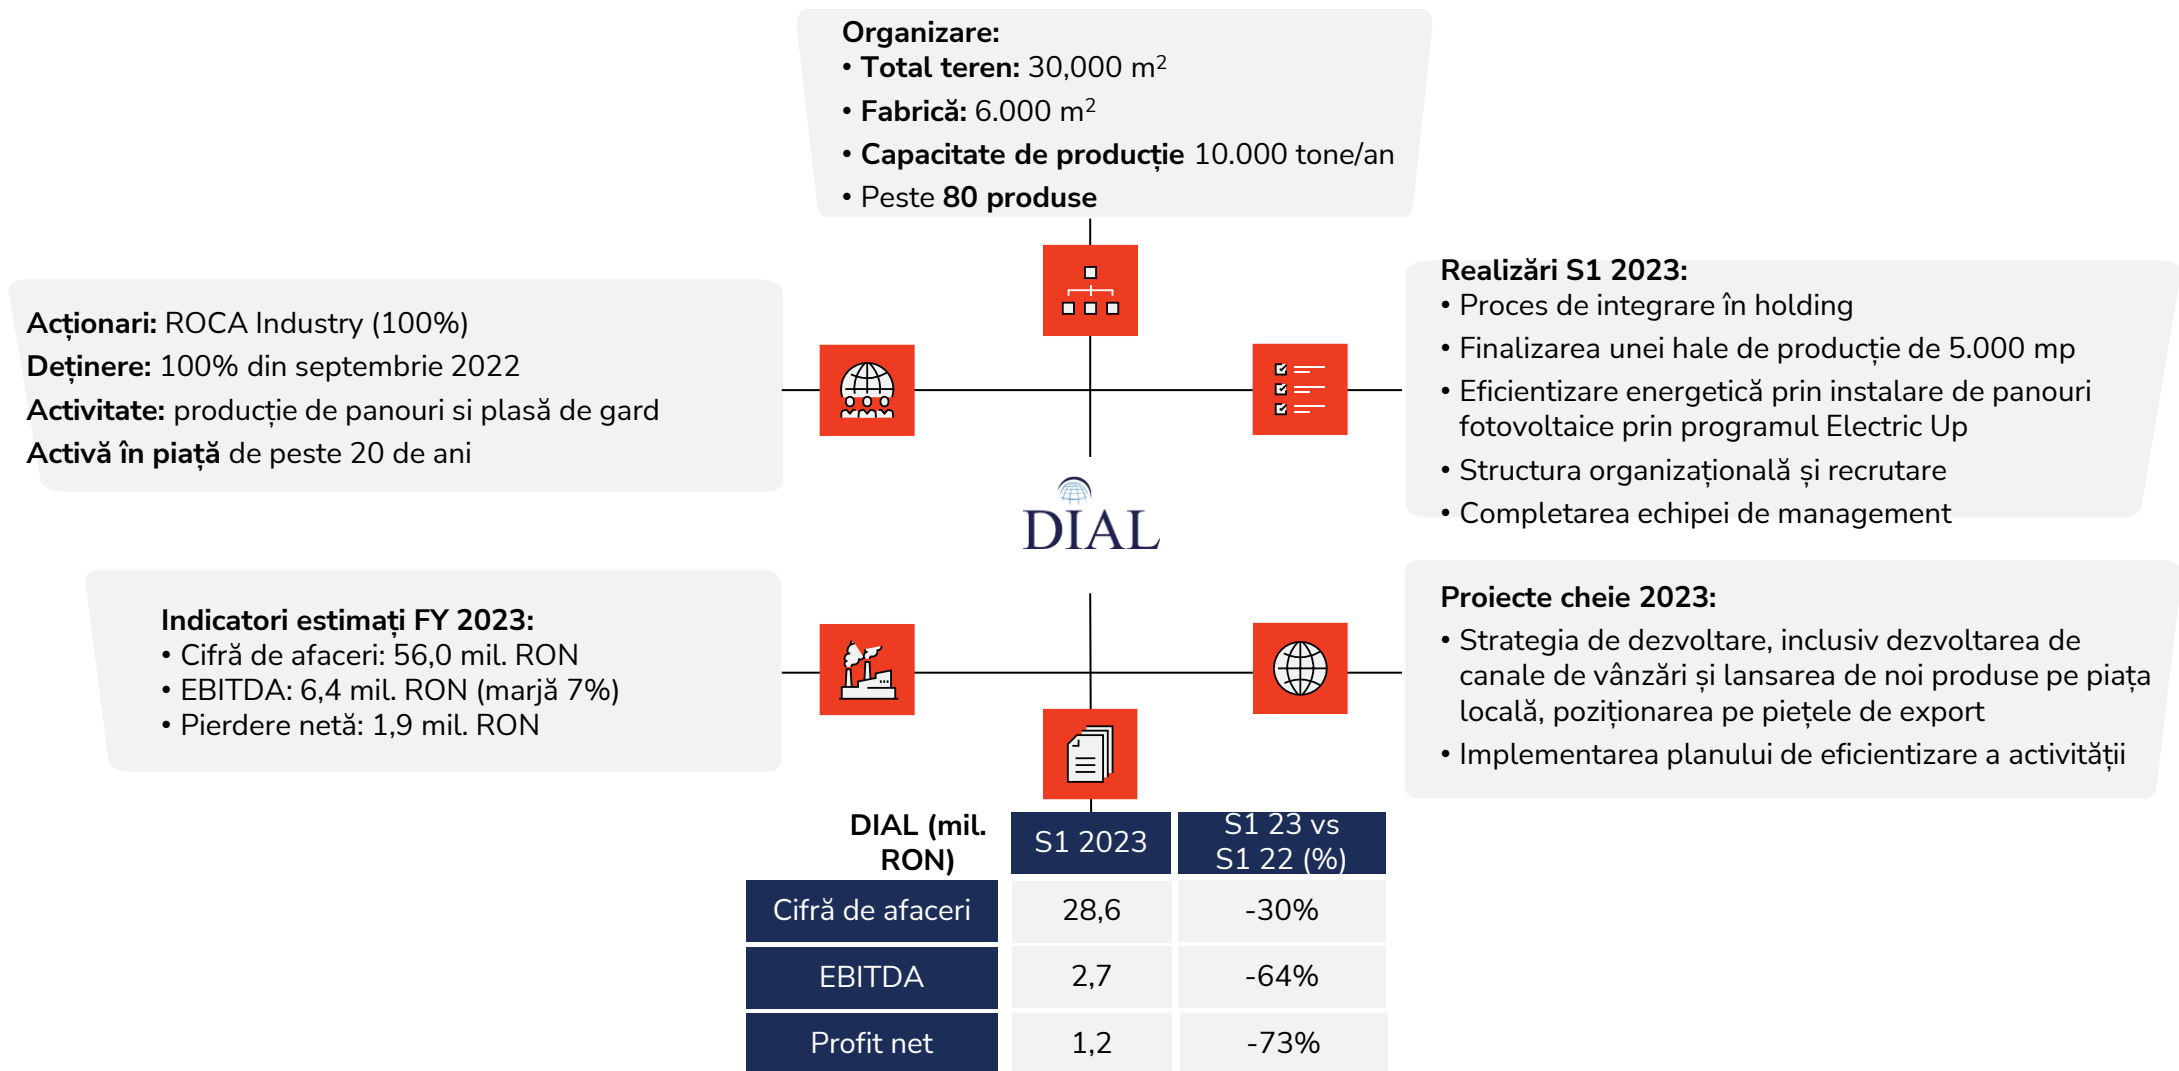 Organizare:
• Total teren: 30,000 m²
• Fabrică: 6.000 m²
• Capacitate de producție 10.000 tone/an
• Peste 80 produse
Acționari: ROCA Industry (100%)
Deținere: 100% din septembrie 2022
Activitate: producție de panouri si plasă de gard
Activă în piață de peste 20 de ani
Realizări S1 2023:
• Proces de integrare în holding
• Finalizarea unei hale de producție de 5.000 mp
• Eficientizare energetică prin instalare de panouri
fotovoltaice prin programul Electric Up
• Structura organizațională și recrutare
• Completarea echipei de management
DIAL
Indicatori estimați FY 2023:
• Cifră de afaceri: 56,0 mil. RON
• EBITDA: 6,4 mil. RON (marjă 7%)
• Pierdere netă: 1,9 mil. RON
Proiecte cheie 2023:
• Strategia de dezvoltare, inclusiv dezvoltarea de
canale de vânzări și lansarea de noi produse pe piața
locală, poziționarea pe piețele de export
• Implementarea planului de eficientizare a activității
DIAL (mil.
RON)
S1 2023
S1 23 vs
S1 22 (%)
Cifră de afaceri 28,6 -30%
EBITDA 2,7 -64%
Profit net 1,2 -73%